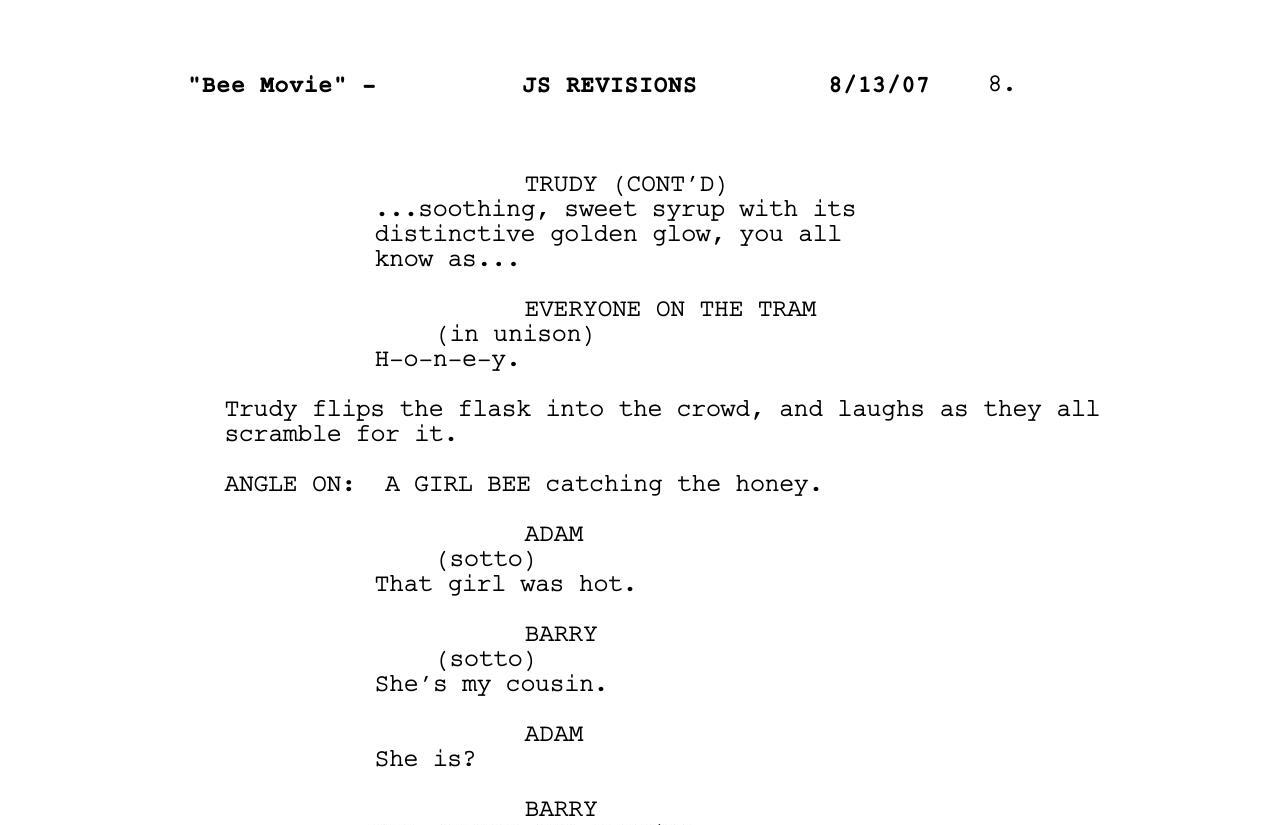 "Bee Movie" - JS REVISIONS 8/13/07 8.
TRUDY (CONT'D)
...soothing, sweet syrup with its
distinctive golden glow, you all
know as...
EVERYONE ON THE TRAM
(in unison)
H-o-n-e-y.
Trudy flips the flask into the crowd, and laughs as they all
scramble for it.
ANGLE ON: A GIRL BEE catching the honey.
ADAM
(sotto)
That girl was hot.
BARRY
(sotto)
She's my cousin.
ADAM
She is?
BARRY